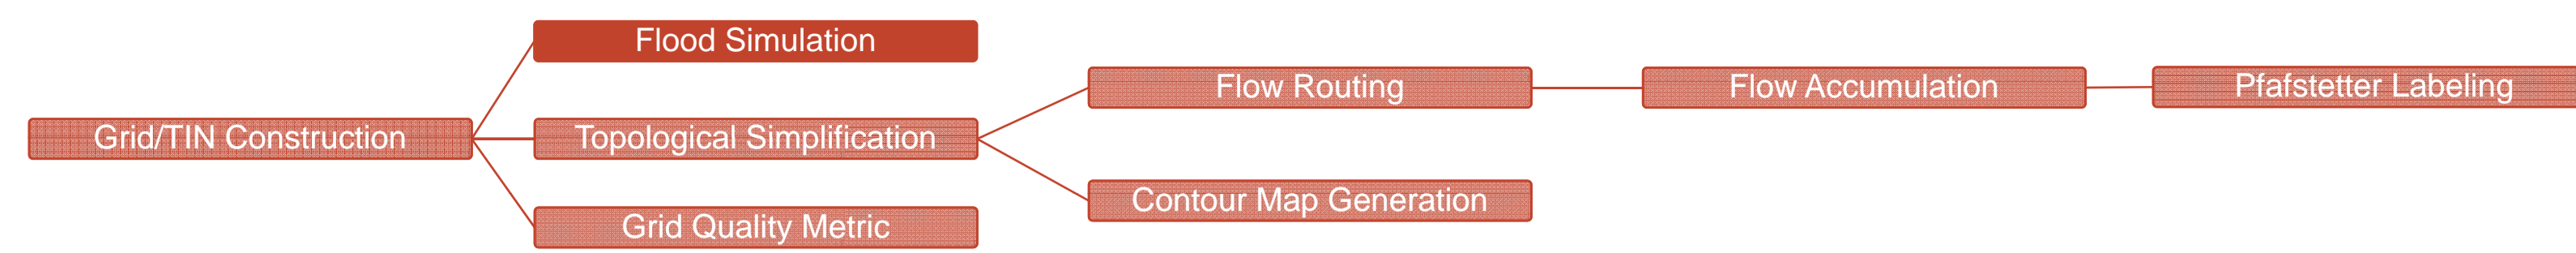 Flood Simulation
Flow Routing
Flow Accumulation
Pfafstetter Labeling
Grid/TIN Construction
Topological Simplification
Contour Map Generation
Grid Quality Metric